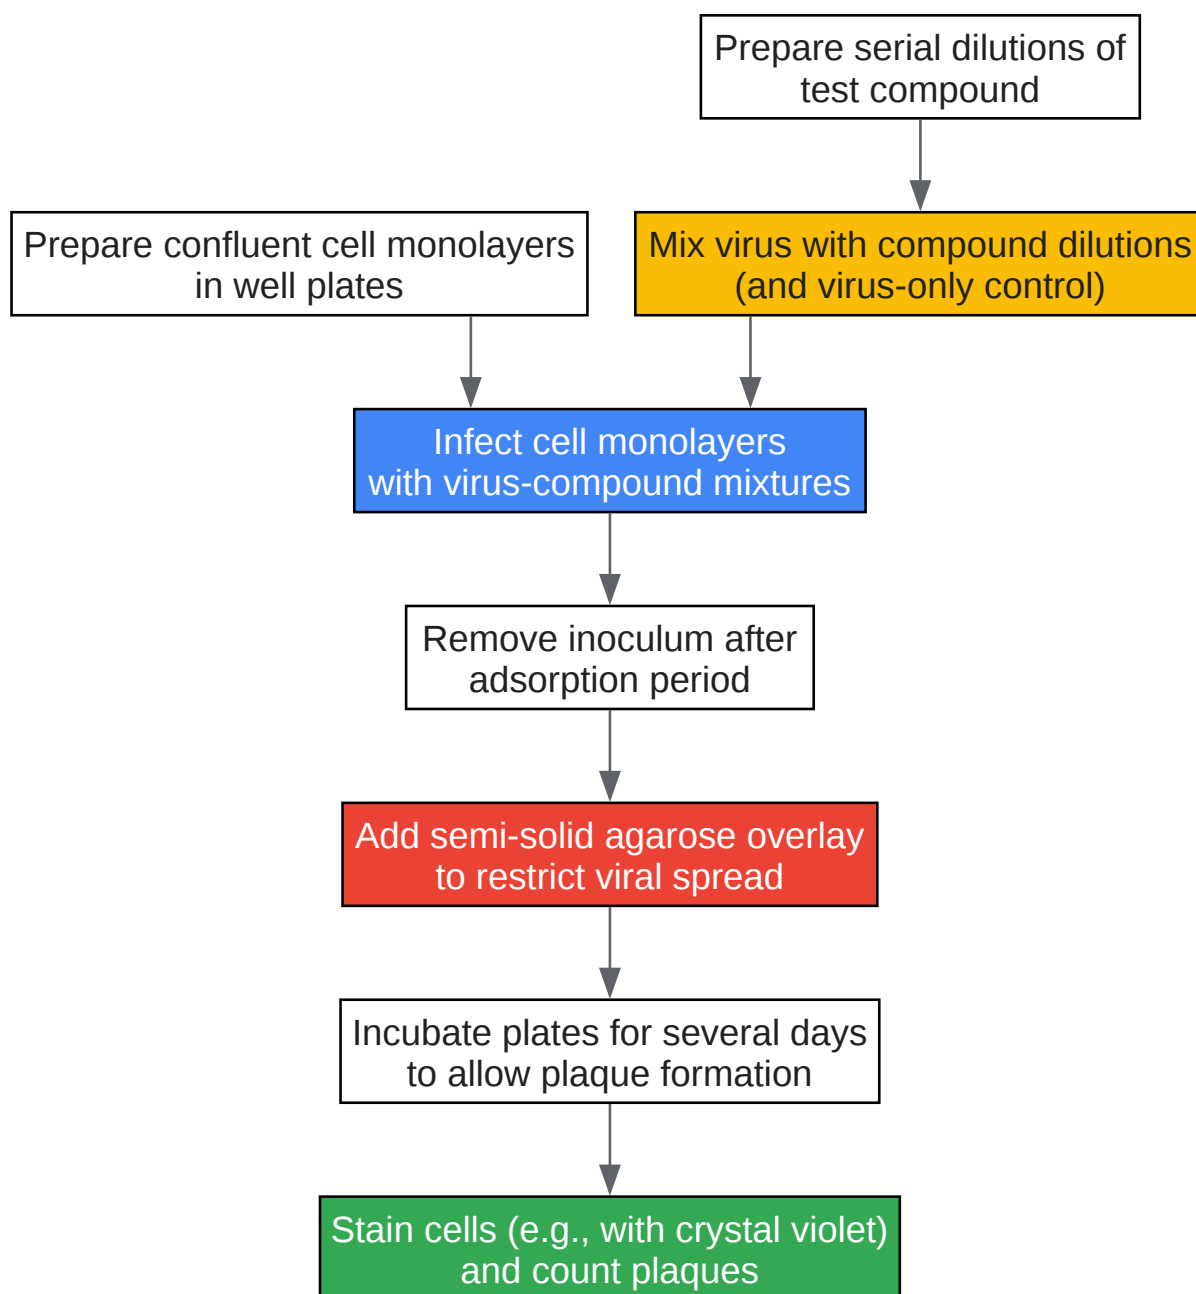 Prepare serial dilutions of
test compound
Prepare confluent cell monolayers
in well plates
Mix virus with compound dilutions
(and virus-only control)
Infect cell monolayers
with virus-compound mixtures
Remove inoculum after
adsorption period
Add semi-solid agarose overlay
to restrict viral spread
Incubate plates for several days
to allow plaque formation
Stain cells (e.g., with crystal violet)
and count plaques